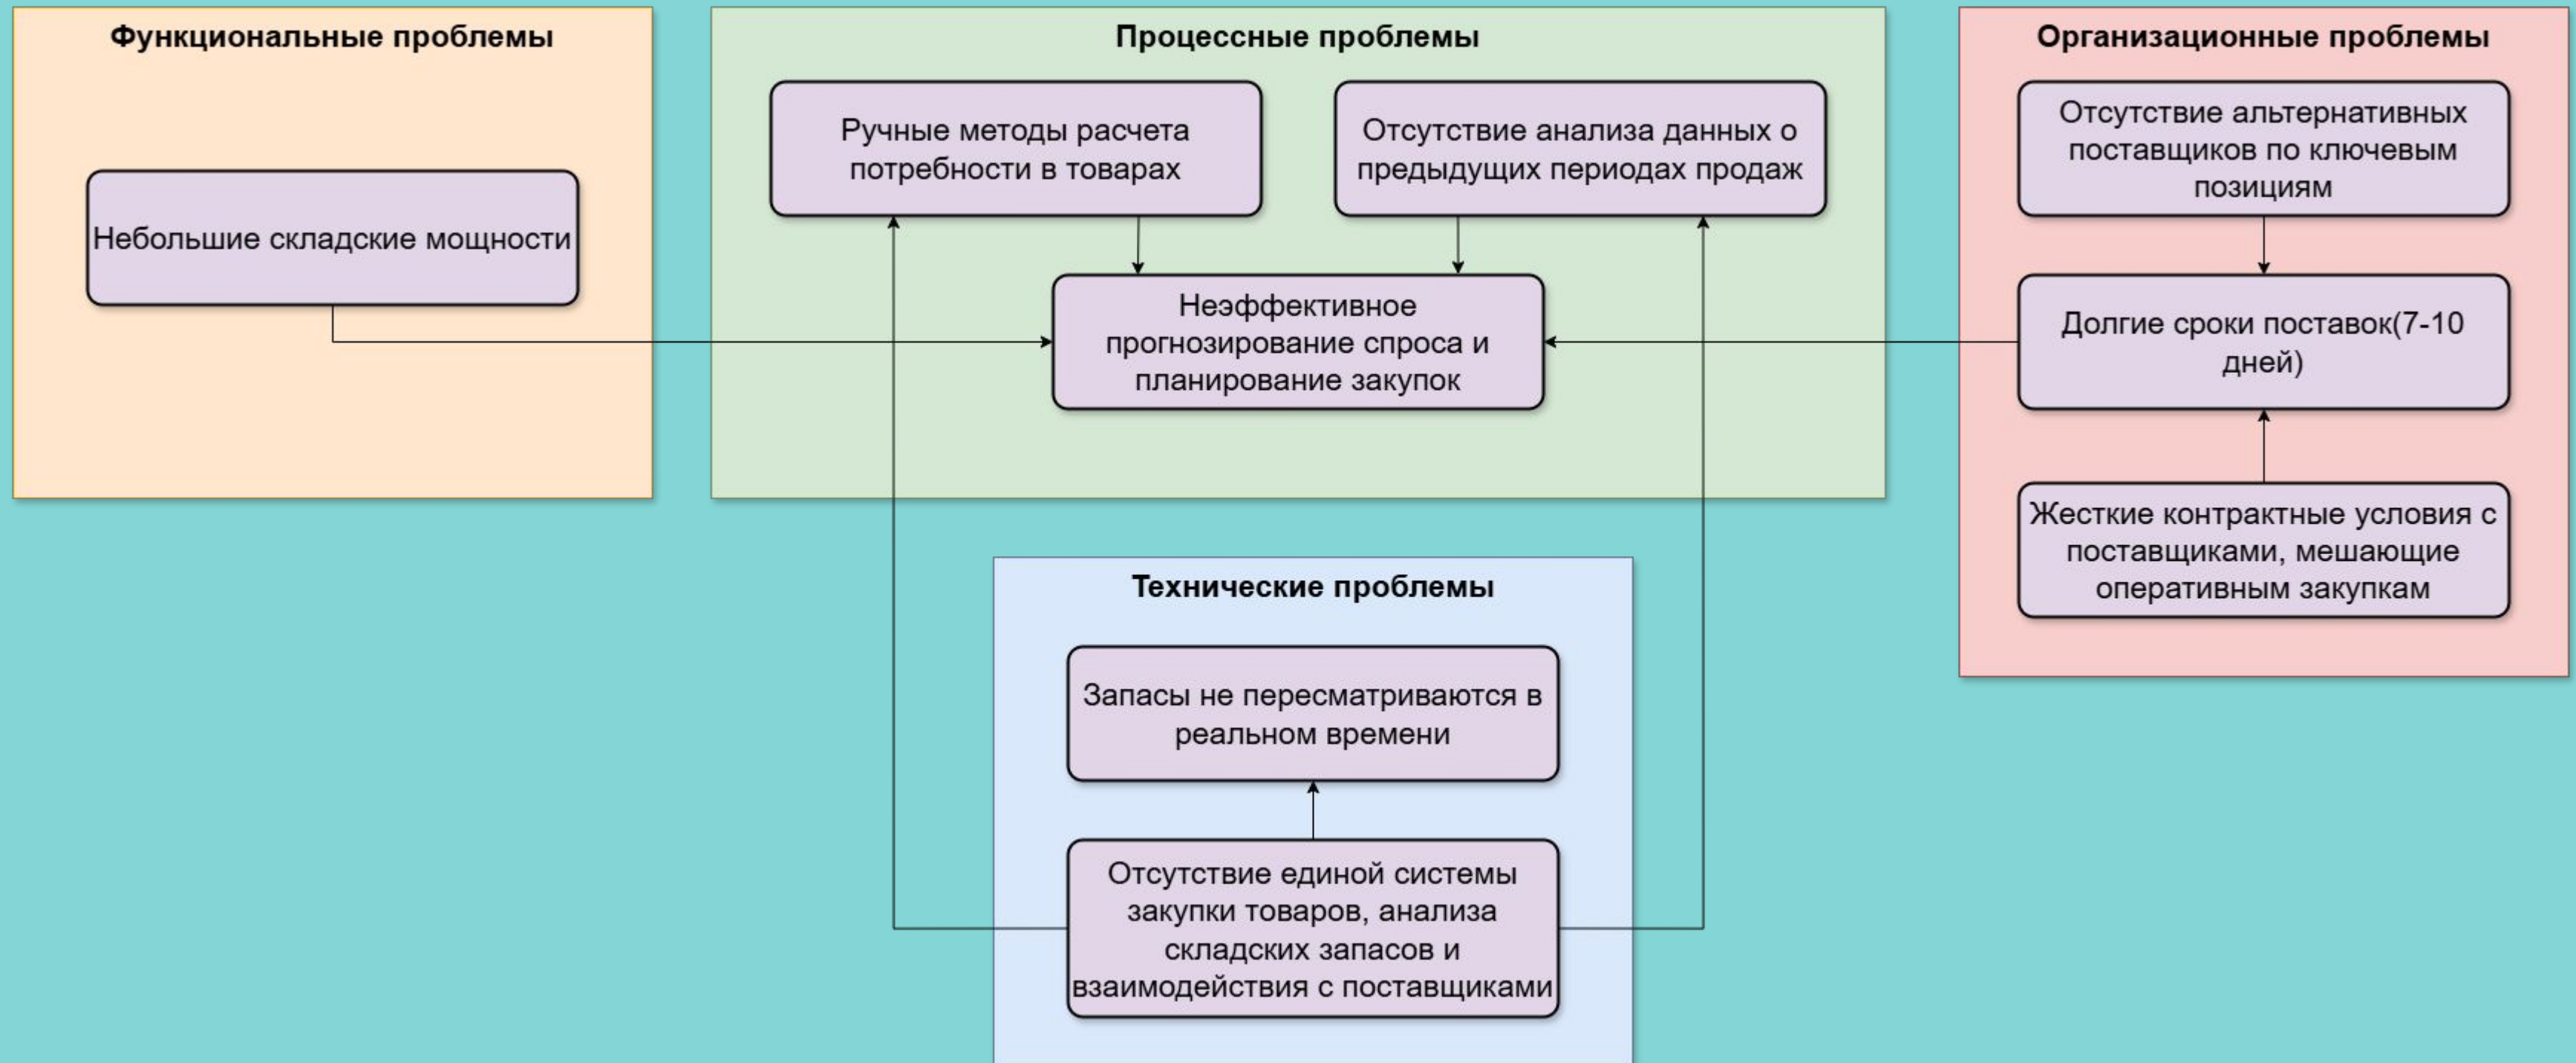 Функциональные проблемы
Небольшие складские мощности
Процессные проблемы
Ручные методы расчета
потребности в товарах
Отсутствие анализа данных о
предыдущих периодах продаж
Неэффективное
прогнозирование спроса и
планирование закупок
Организационные проблемы
Отсутствие альтернативных
поставщиков по ключевым
позициям
Долгие сроки поставок(7-10
дней)
Жесткие контрактные условия с
поставщиками, мешающие
оперативным закупкам
Технические проблемы
Запасы не пересматриваются в
реальном времени
Отсутствие единой системы
закупки товаров, анализа
складских запасов и
взаимодействия с поставщиками